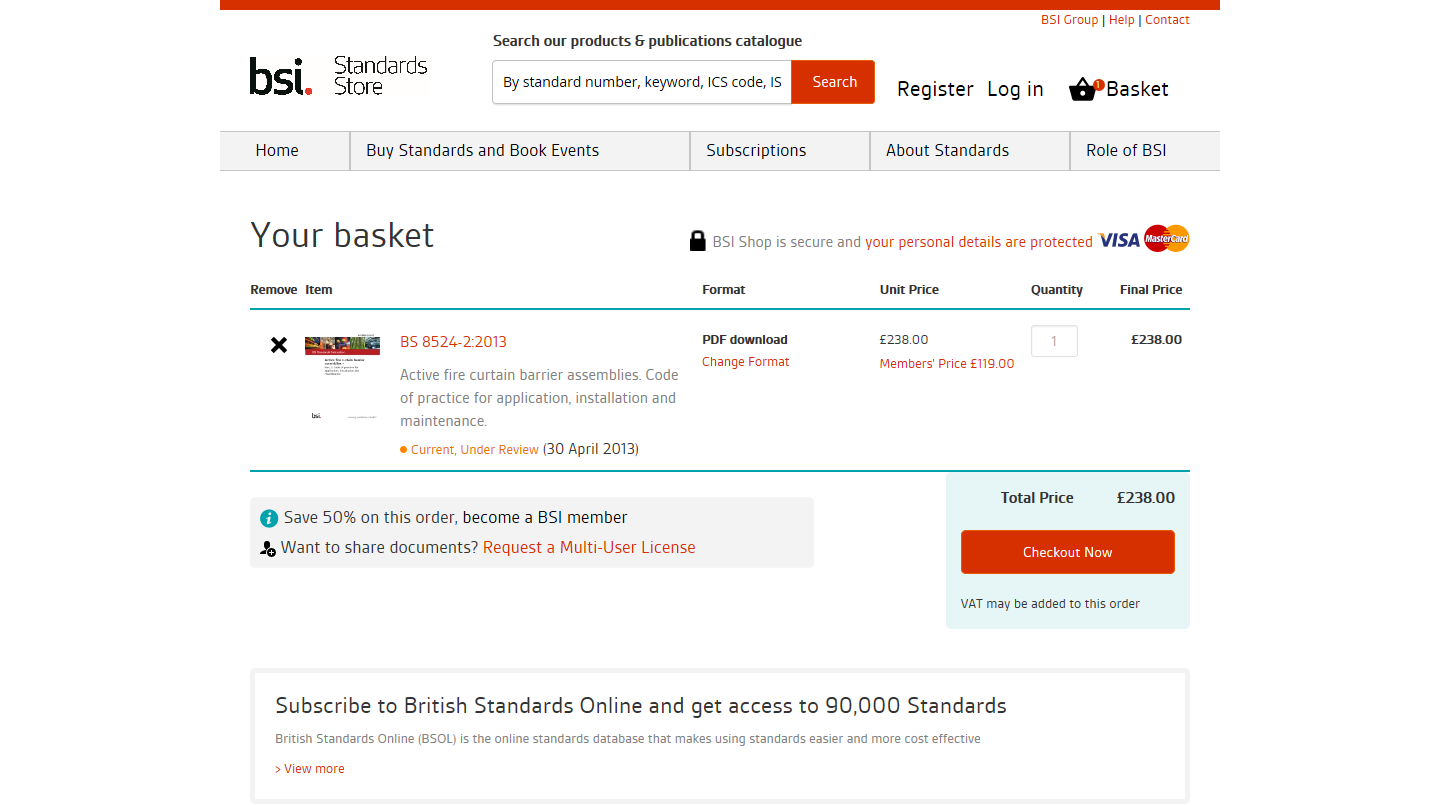 BSI Group | Help | Contact
Search our products & publications catalogue
bsi. Standards Store
By standard number, keyword, ICS code, IS
Search
Register Log in 1 Basket
Home Buy Standards and Book Events Subscriptions About Standards Role of BSI
Your basket
BSI Shop is secure and your personal details are protected VISA MasterCard
Remove Item Format Unit Price Quantity Final Price
BS 8524-2:2013 PDF download £238.00 1 £238.00
Change Format Members' Price £119.00
Active fire curtain barrier assemblies. Code
of practice for application, installation and
maintenance.
bsi.
Current, Under Review (30 April 2013)
Total Price £238.00
Save 50% on this order, become a BSI member
Want to share documents? Request a Multi-User License
Checkout Now
VAT may be added to this order
Subscribe to British Standards Online and get access to 90,000 Standards
British Standards Online (BSOL) is the online standards database that makes using standards easier and more cost effective
> View more